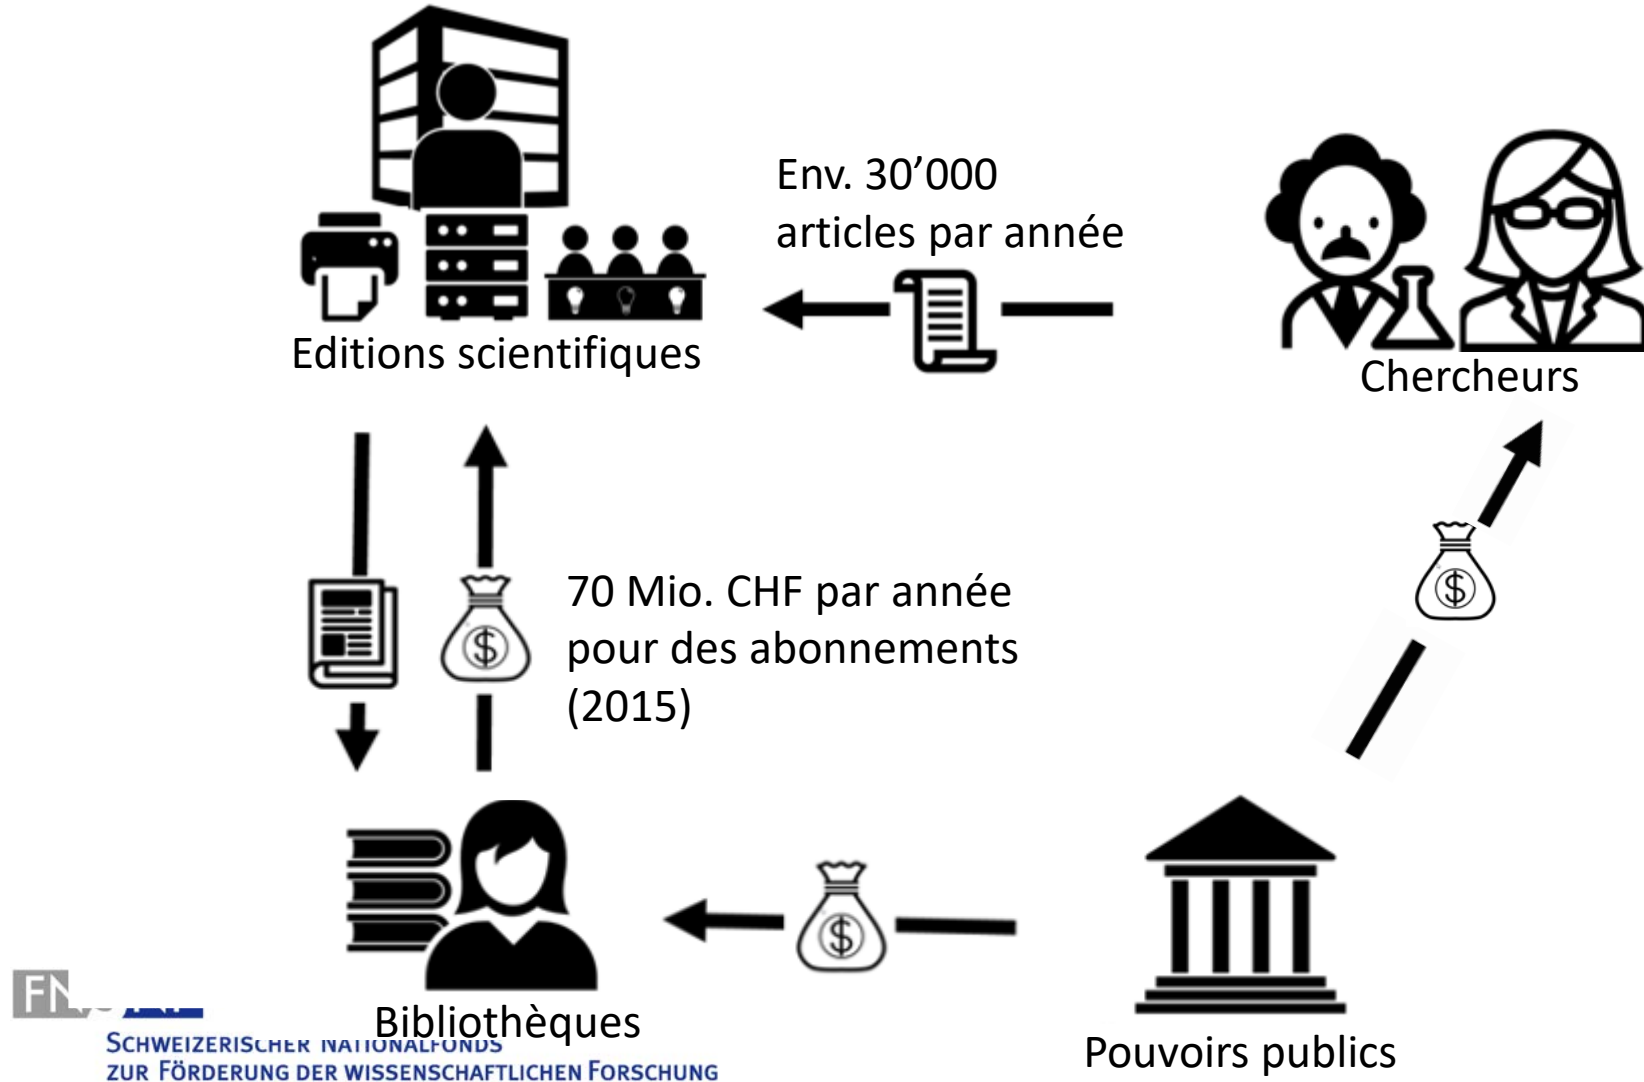 Env. 30’000
articles par année
Editions scientifiques
Chercheurs
70 Mio. CHF par année
pour des abonnements
(2015)
Bibliothèques
Pouvoirs publics
SCHWEIZERISCHER NATIONALFONDS
ZUR FÖRDERUNG DER WISSENSCHAFTLICHEN FORSCHUNG